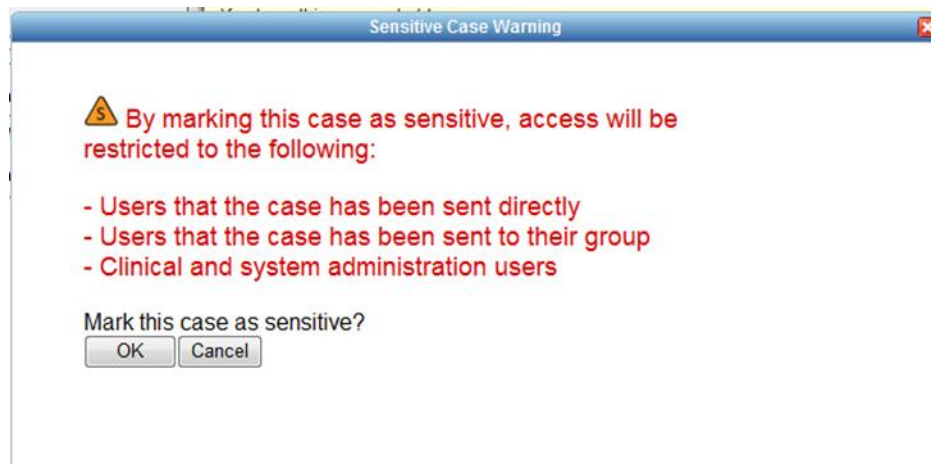 Sensitive Case Warning
S By marking this case as sensitive, access will be
restricted to the following:
- Users that the case has been sent directly
- Users that the case has been sent to their group
- Clinical and system administration users
Mark this case as sensitive?
OK Cancel